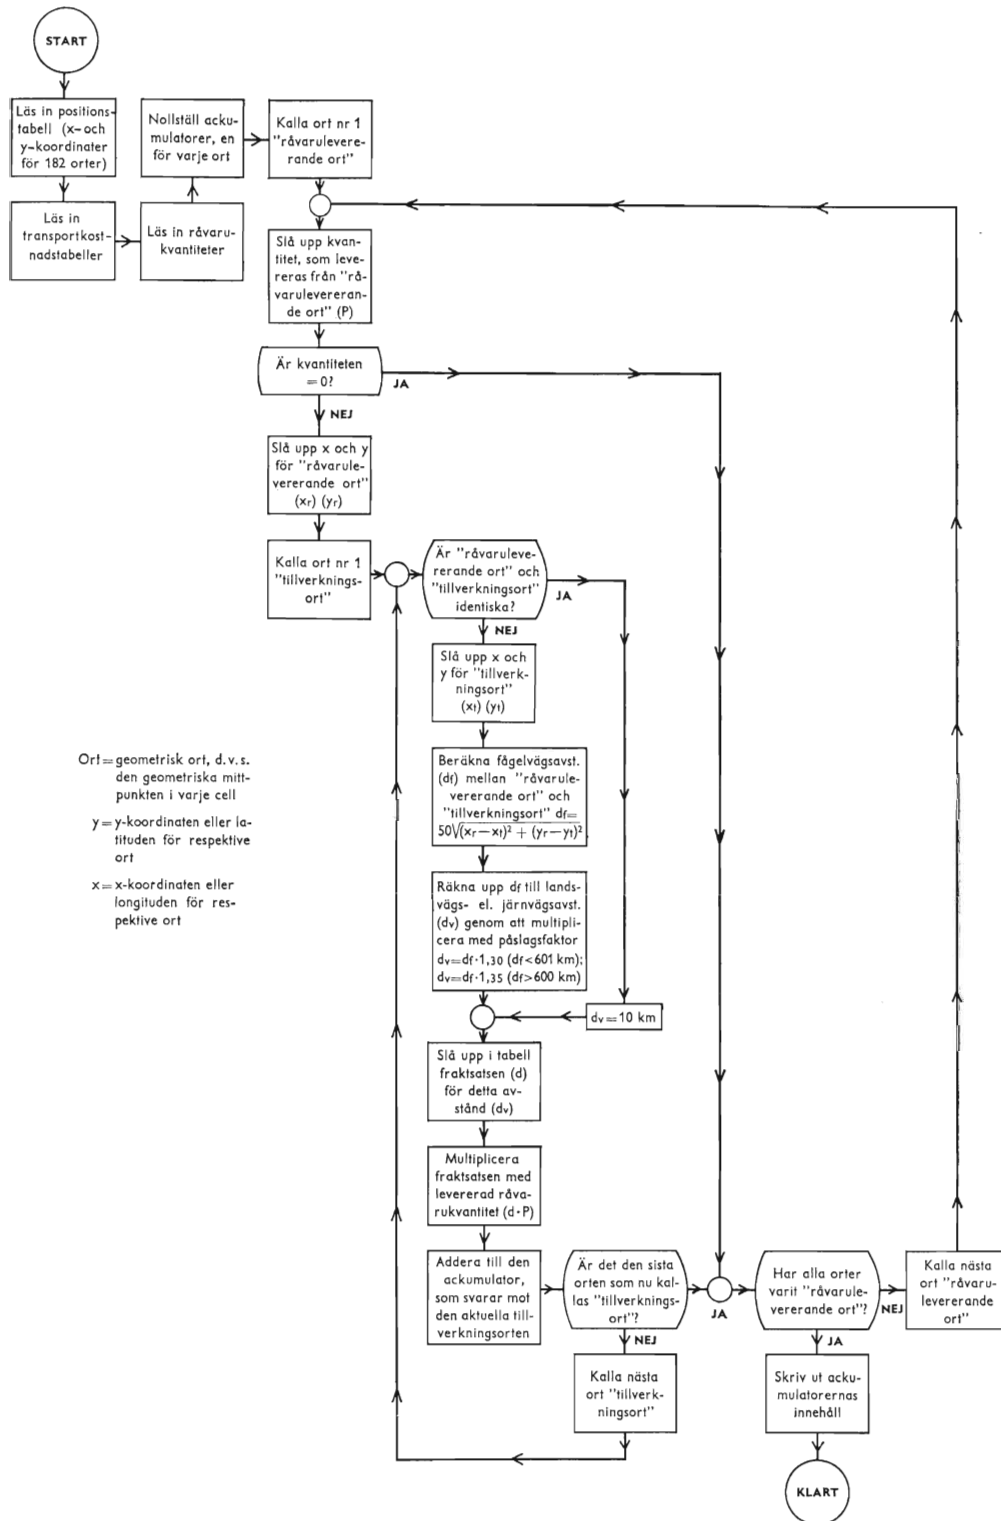 START
Läs in positions-
tabell (x- och
y-koordinater
för 182 orter)
Läs in
transportkost-
nadstabeller
Läs in råvaru-
kvantiteter
Nollställ acku-
mulatorer, en
för varje ort
Kalla ort nr 1
"råvarulevere-
rande ort"
Slå upp kvan-
titet, som leve-
reras från "rå-
varulevereran-
de ort" (P)
Är kvantiteten
= 0?
JA
NEJ
Slå upp x och y
för "råvarule-
vererande ort"
(xr) (yr)
Kalla ort nr 1
"tillverknings-
ort"
Är "råvaruleve-
rerande ort" och
"tillverkningsort"
identiska?
JA
NEJ
Slå upp x och
y för "tillverk-
ningsort"
(xt) (yt)
Beräkna fågelvägsavst.
(df) mellan "råvarule-
vererande ort" och
"tillverkningsort" df=
50√(xr−xt)² + (yr−yt)²
Räkna upp df till lands-
vägs- el. järnvägsavst.
(dv) genom att multipli-
cera med påslagsfaktor
dv=df·1,30 (df<601 km);
dv=df·1,35 (df>600 km)
dv=10 km
Slå upp i tabell
fraktsatsen (d)
för detta av-
stånd (dv)
Multiplicera
fraktsatsen med
levererad råva-
rukvantitet (d·P)
Addera till den
ackumulator,
som svarar mot
den aktuella till-
verkningsorten
Är det den sista
orten som nu kal-
las "tillverknings-
ort"?
JA
NEJ
Kalla nästa
ort "tillverk-
ningsort"
Har alla orter
varit "råvarule-
vererande ort"?
NEJ
JA
Kalla nästa
ort "råvaru-
levererande
ort"
Skriv ut acku-
mulatorernas
innehåll
KLART
Ort=geometrisk ort, d.v.s.
den geometriska mitt-
punkten i varje cell
y=y-koordinaten eller la-
tituden för respektive
ort
x=x-koordinaten eller
longituden för res-
pektive ort